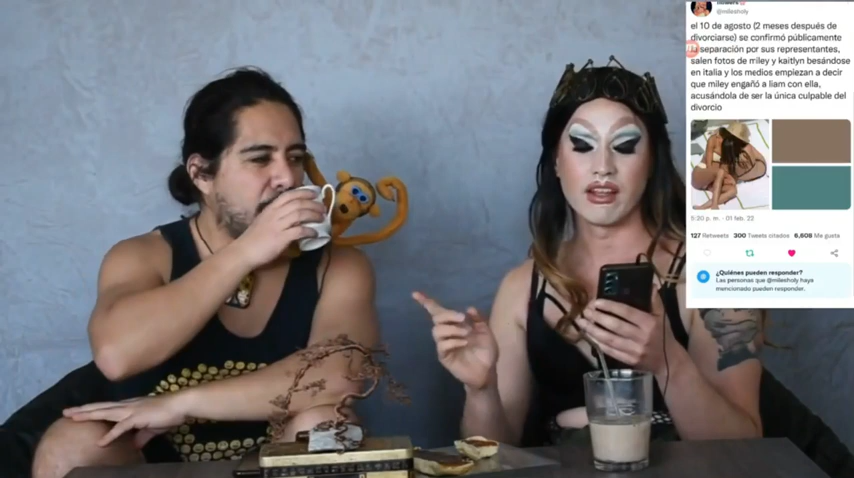 @milesholy
el 10 de agosto (2 meses después de
divorciarse) se confirmó públicamente
la separación por sus representantes,
salen fotos de miley y kaitlyn besándose
en italia y los medios empiezan a decir
que miley engañó a liam con ella,
acusándola de ser la única culpable del
divorcio
5:20 p. m. · 01 feb. 22
127 Retweets 300 Tweets citados 6,608 Me gusta
¿Quiénes pueden responder?
Las personas que @milesholy haya
mencionado pueden responder.